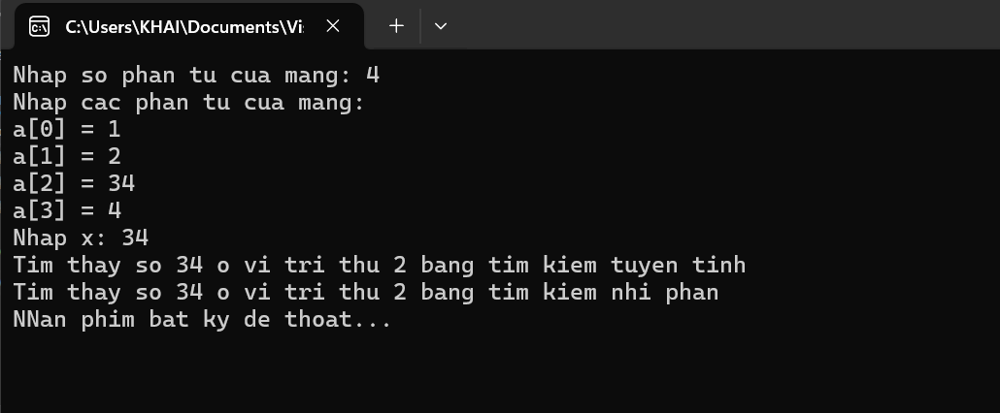 C:\Users\KHAI\Documents\Vi
Nhap so phan tu cua mang: 4
Nhap cac phan tu cua mang:
a[0] = 1
a[1] = 2
a[2] = 34
a[3] = 4
Nhap x: 34
Tim thay so 34 o vi tri thu 2 bang tim kiem tuyen tinh
Tim thay so 34 o vi tri thu 2 bang tim kiem nhi phan
NNan phim bat ky de thoat...